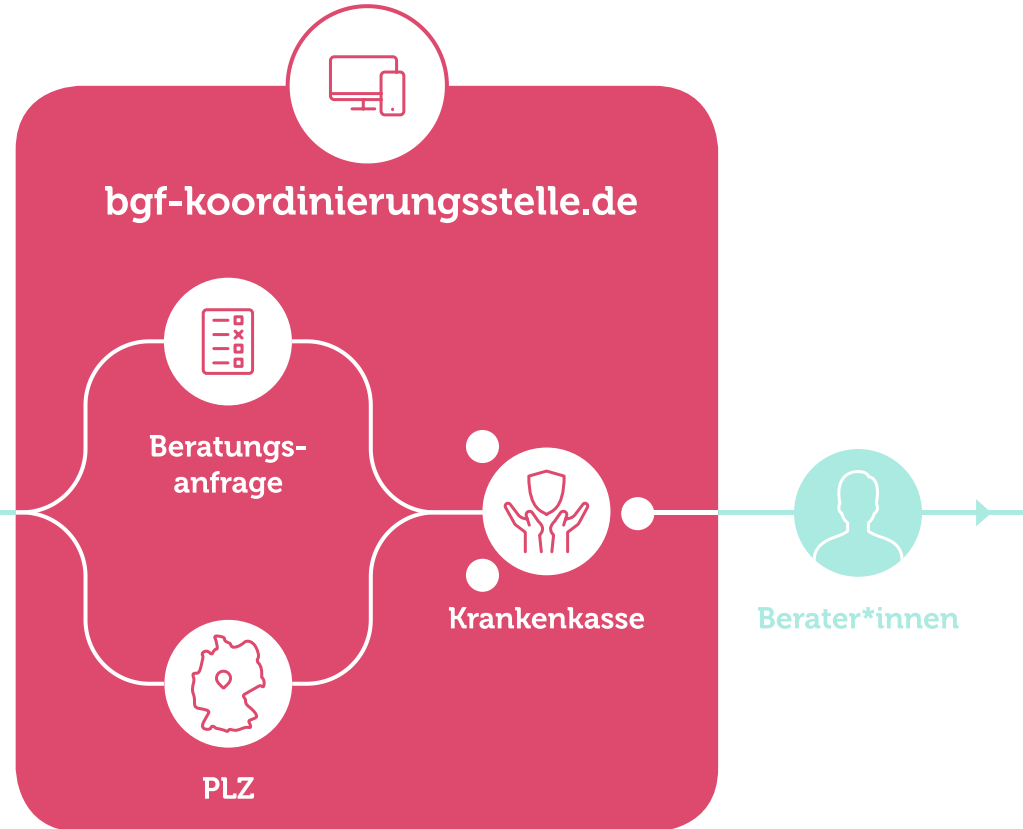 bgf-koordinierungsstelle.de
Beratungs-
anfrage
Krankenkasse
Berater*innen
PLZ